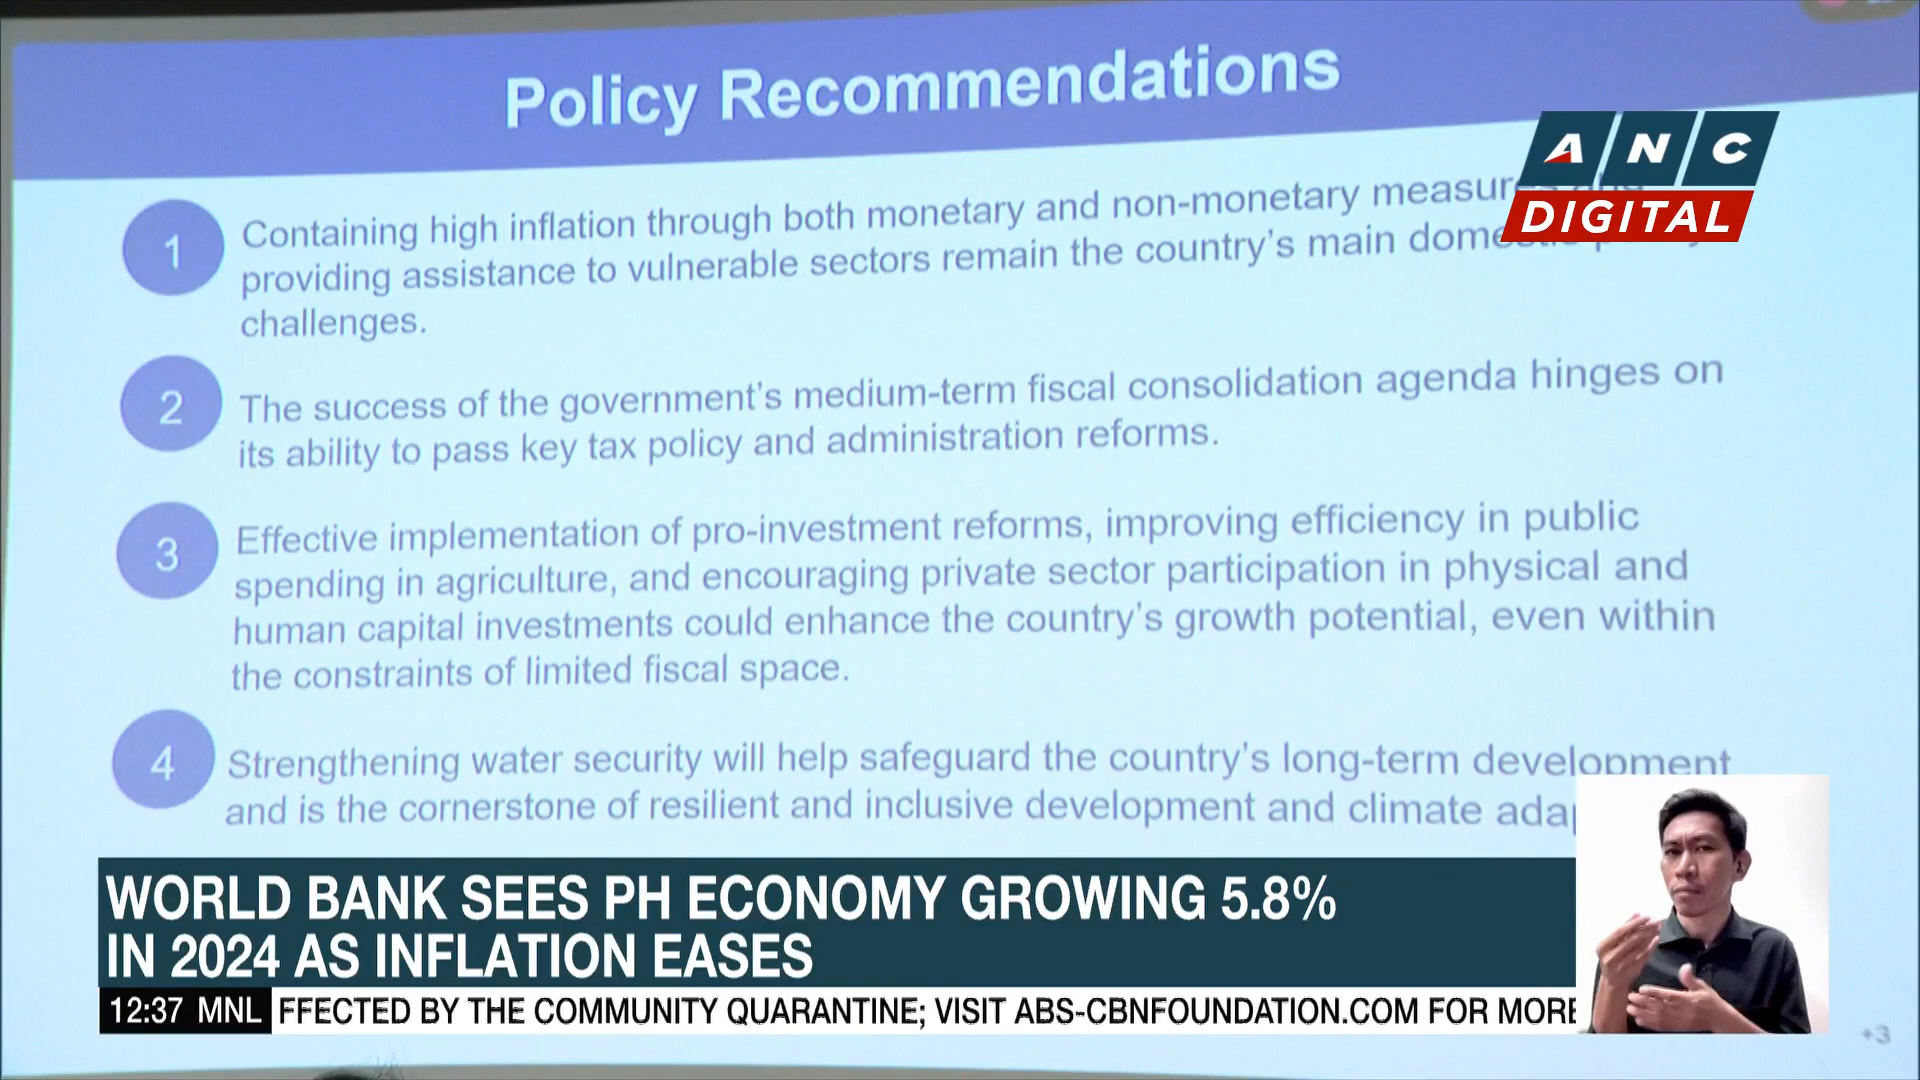 Policy Recommendations
ANC
DIGITAL
1 Containing high inflation through both monetary and non-monetary
providing assistance to vulnerable sectors remain the country's main
challenges.
2 The success of the government's medium-term fiscal consolidation agenda hinges on
its ability to pass key tax policy and administration reforms.
3 Effective implementation of pro-investment reforms, improving efficiency in public
spending in agriculture, and encouraging private sector participation in physical and
human capital investments could enhance the country's growth potential, even within
the constraints of limited fiscal space.
4 Strengthening water security will help safeguard the country's long-term development
and is the cornerstone of resilient and inclusive development and climate
WORLD BANK SEES PH ECONOMY GROWING 5.8%
IN 2024 AS INFLATION EASES
12:37 MNL FFECTED BY THE COMMUNITY QUARANTINE; VISIT ABS-CBNFOUNDATION.COM FOR MORE
+3